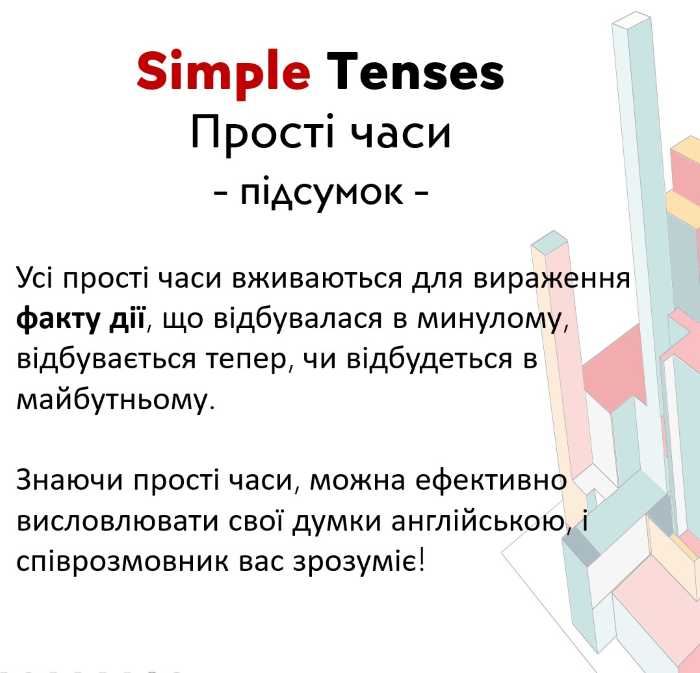 Simple Tenses
Прості часи
- підсумок -
Усі прості часи вживаються для вираження
факту дії, що відбувалася в минулому,
відбувається тепер, чи відбудеться в
майбутньому.
Знаючи прості часи, можна ефективно
висловлювати свої думки англійською, і
співрозмовник вас зрозуміє!